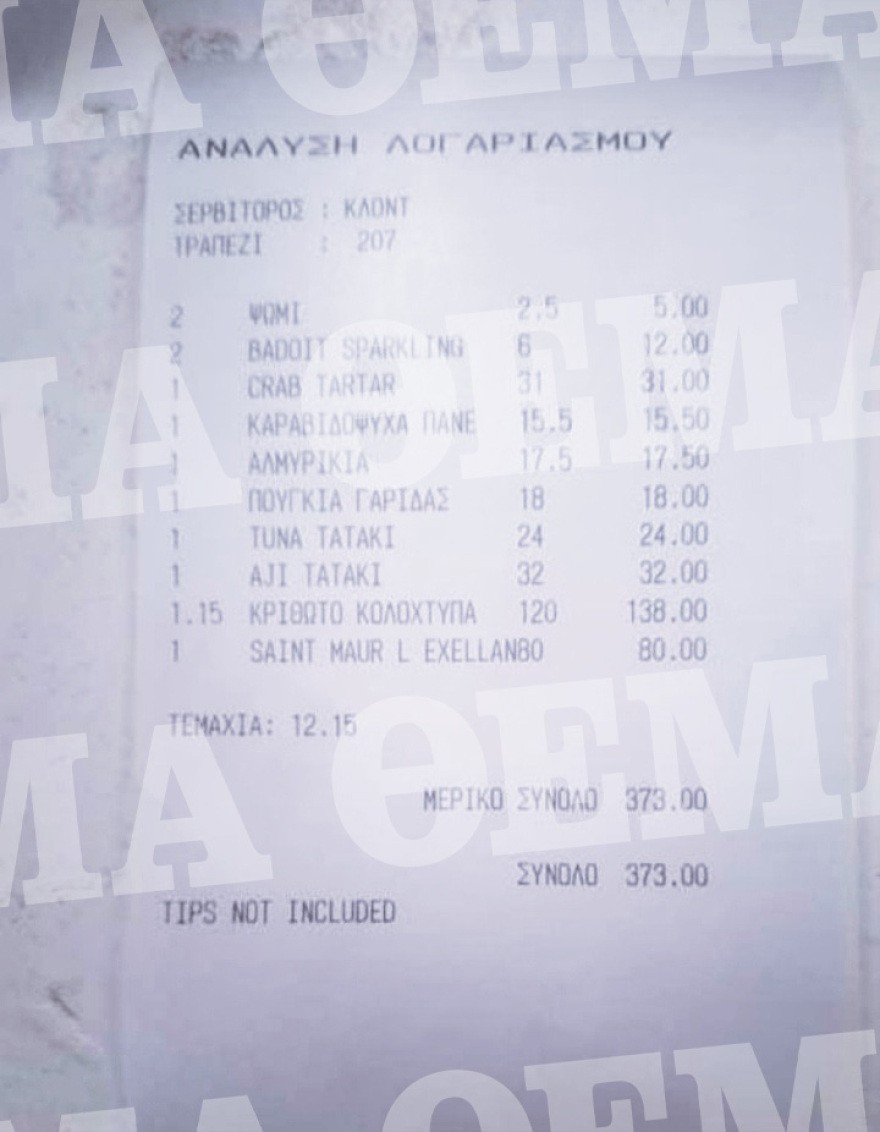 ΑΝΑΛΥΣΗ ΛΟΓΑΡΙΑΣΜΟΥ
ΣΕΡΒΙΤΟΡΟΣ : ΚΛΟΝΤ
ΤΡΑΠΕΖΙ : 207
2 ΨΩΜΙ 2.5 5.00
2 BADOIT SPARKLING 6 12.00
1 CRAB TARTAR 31 31.00
1 ΚΑΡΑΒΙΔΟΨΥΧΑ ΠΑΝΕ 15.5 15.50
1 ΑΛΜΥΡΙΚΙΑ 17.5 17.50
1 ΠΟΥΓΚΙΑ ΓΑΡΙΔΑΣ 18 18.00
1 TUNA TATAKI 24 24.00
1 AJI TATAKI 32 32.00
1.15 ΚΡΙΘΩΤΟ ΚΟΛΟΧΤΥΠΑ 120 138.00
1 SAINT MAUR L EXELLAN80 80.00
ΤΕΜΑΧΙΑ: 12.15
ΜΕΡΙΚΟ ΣΥΝΟΛΟ 373.00
ΣΥΝΟΛΟ 373.00
TIPS NOT INCLUDED
ΘΕΜΑ